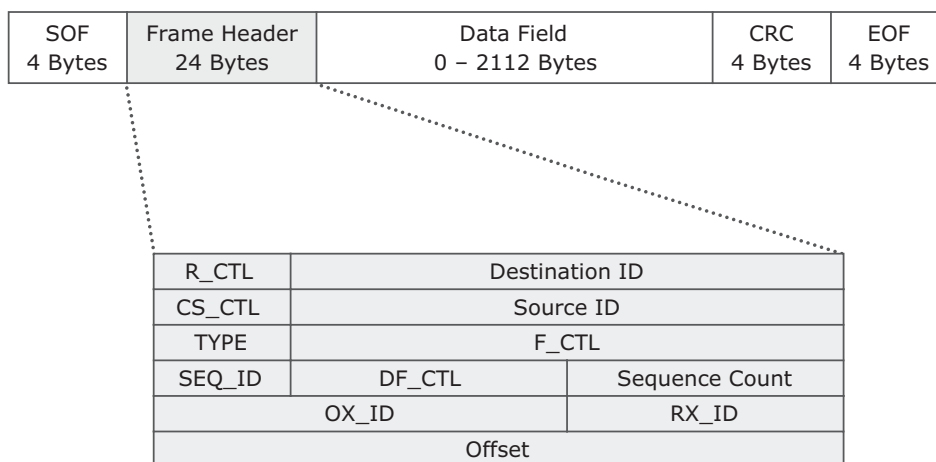 SOF Frame Header Data Field CRC EOF
4 Bytes 24 Bytes 0 – 2112 Bytes 4 Bytes 4 Bytes
R_CTL Destination ID
CS_CTL Source ID
TYPE F_CTL
SEQ_ID DF_CTL Sequence Count
OX_ID RX_ID
Offset